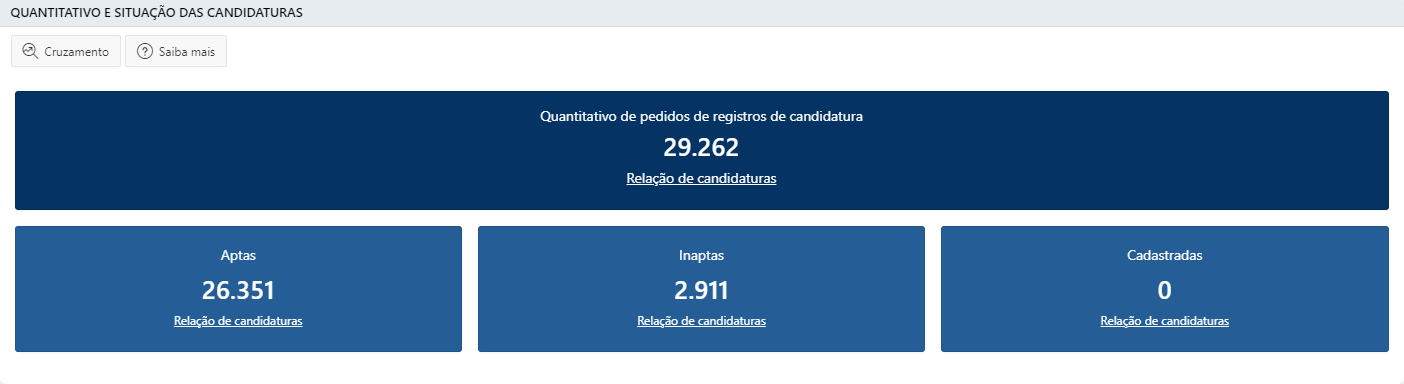 QUANTITATIVO E SITUAÇÃO DAS CANDIDATURAS
Cruzamento
Saiba mais
Quantitativo de pedidos de registros de candidatura
29.262
Relação de candidaturas
Aptas
26.351
Relação de candidaturas
Inaptas
2.911
Relação de candidaturas
Cadastradas
0
Relação de candidaturas